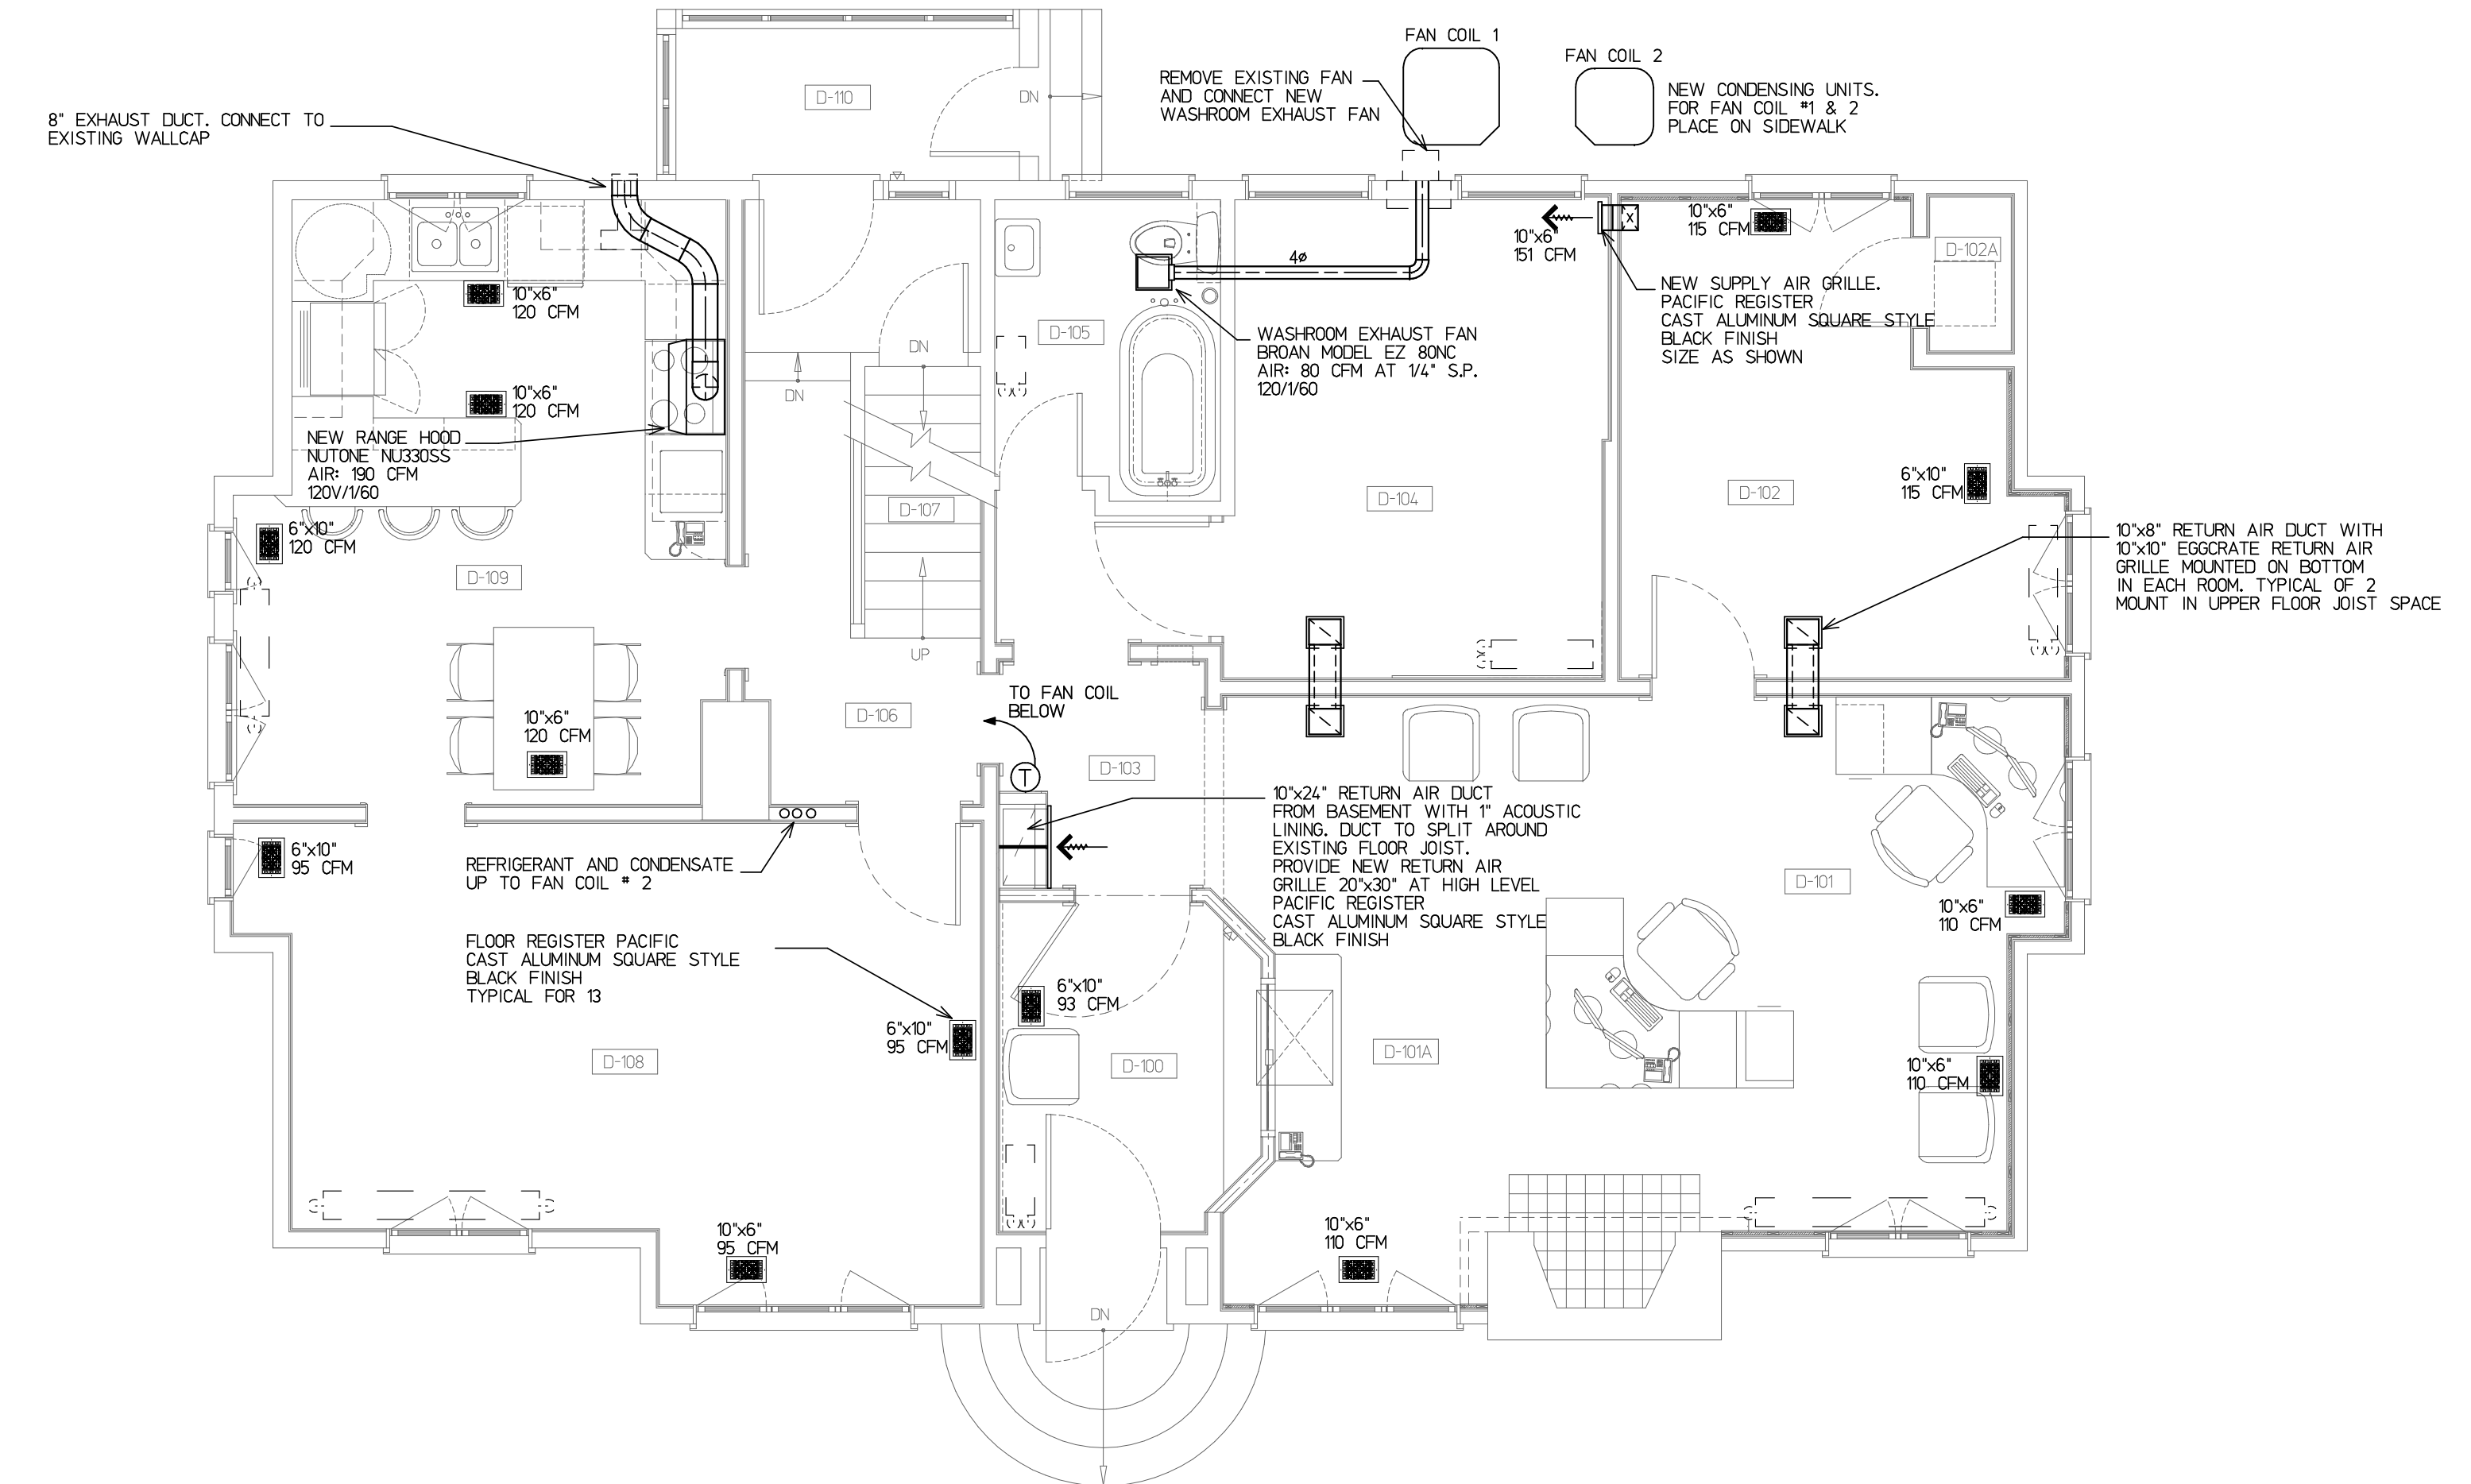 FAN COIL 1
FAN COIL 2
REMOVE EXISTING FAN
AND CONNECT NEW
WASHROOM EXHAUST FAN
NEW CONDENSING UNITS.
FOR FAN COIL #1 & 2
PLACE ON SIDEWALK
D-110
DN
8" EXHAUST DUCT. CONNECT TO
EXISTING WALLCAP
10"x6"
151 CFM
10"x6"
115 CFM
D-102A
4ø
NEW SUPPLY AIR GRILLE.
PACIFIC REGISTER
CAST ALUMINUM SQUARE STYLE
BLACK FINISH
SIZE AS SHOWN
10"x6"
120 CFM
D-105
WASHROOM EXHAUST FAN
BROAN MODEL EZ 80NC
AIR: 80 CFM AT 1/4" S.P.
120/1/60
DN
DN
10"x6"
120 CFM
NEW RANGE HOOD
NUTONE NU330SS
AIR: 190 CFM
120V/1/60
6"x10"
115 CFM
D-102
D-104
D-107
6"x10"
120 CFM
10"x8" RETURN AIR DUCT WITH
10"x10" EGGCRATE RETURN AIR
GRILLE MOUNTED ON BOTTOM
IN EACH ROOM. TYPICAL OF 2
MOUNT IN UPPER FLOOR JOIST SPACE
D-109
UP
TO FAN COIL
BELOW
10"x6"
120 CFM
D-106
D-103
T
10"x24" RETURN AIR DUCT
FROM BASEMENT WITH 1" ACOUSTIC
LINING. DUCT TO SPLIT AROUND
EXISTING FLOOR JOIST.
PROVIDE NEW RETURN AIR
GRILLE 20"x30" AT HIGH LEVEL
PACIFIC REGISTER
CAST ALUMINUM SQUARE STYLE
BLACK FINISH
6"x10"
95 CFM
REFRIGERANT AND CONDENSATE
UP TO FAN COIL # 2
D-101
10"x6"
110 CFM
FLOOR REGISTER PACIFIC
CAST ALUMINUM SQUARE STYLE
BLACK FINISH
TYPICAL FOR 13
6"x10"
93 CFM
6"x10"
95 CFM
D-108
D-100
D-101A
10"x6"
110 CFM
10"x6"
95 CFM
10"x6"
110 CFM
DN